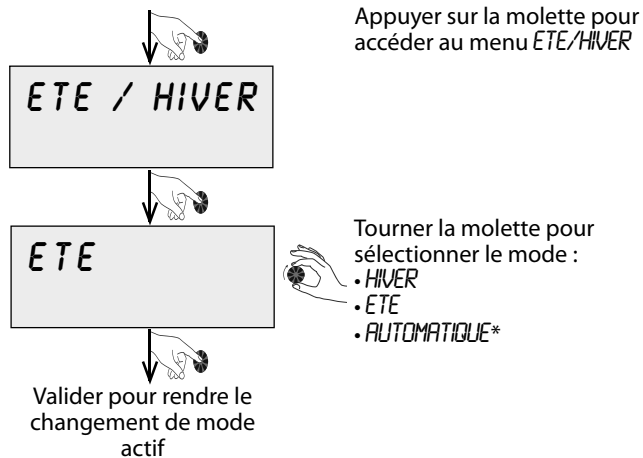 Appuyer sur la molette pour
accéder au menu ETE/HIVER
ETE / HIVER
ETE
Tourner la molette pour
sélectionner le mode :
• HIVER
• ETE
• AUTOMATIQUE*
Valider pour rendre le
changement de mode
actif